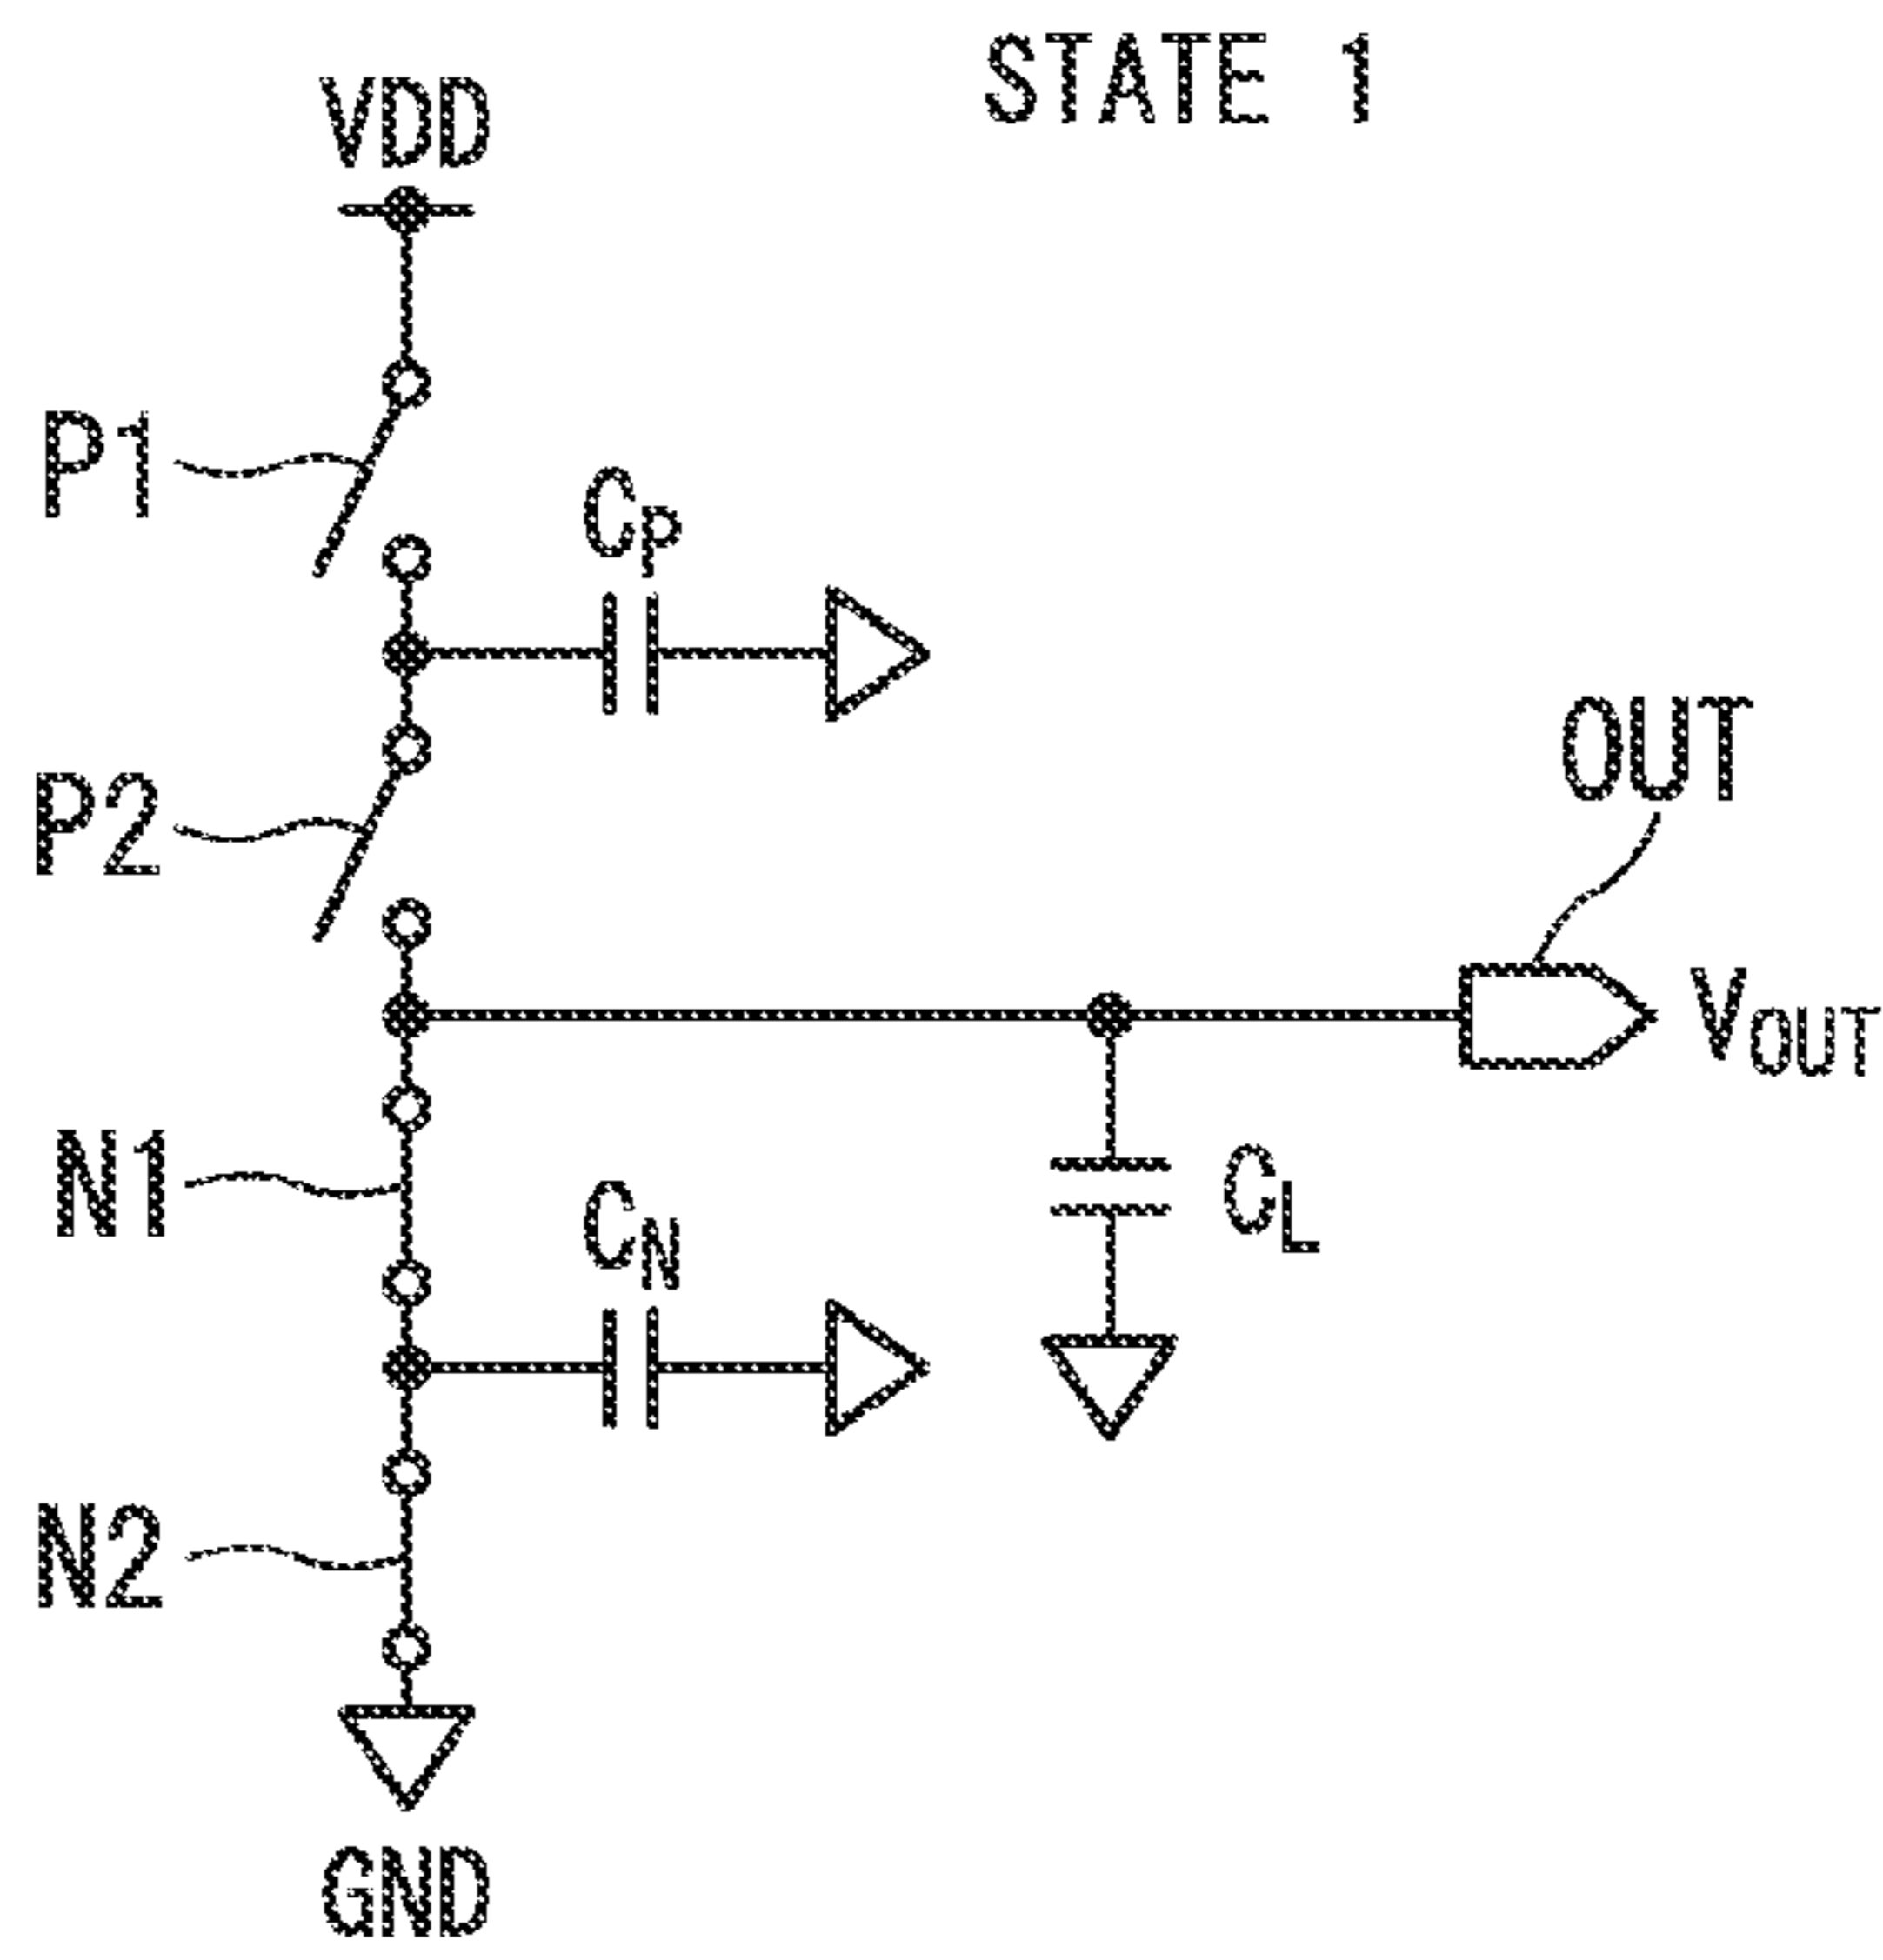 STATE 1
VDD
P1
CP
P2
OUT
VOUT
N1
CN
CL
N2
GND